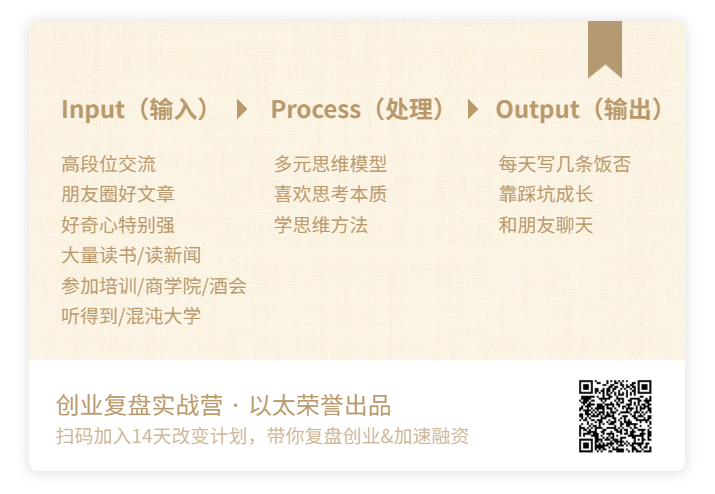 Input（输入） Process（处理） Output（输出）
高段位交流
朋友圈好文章
好奇心特别强
大量读书/读新闻
参加培训/商学院/酒会
听得到/混沌大学
多元思维模型
喜欢思考本质
学思维方法
每天写几条饭否
靠踩坑成长
和朋友聊天
创业复盘实战营 · 以太荣誉出品
扫码加入14天改变计划，带你复盘创业&加速融资